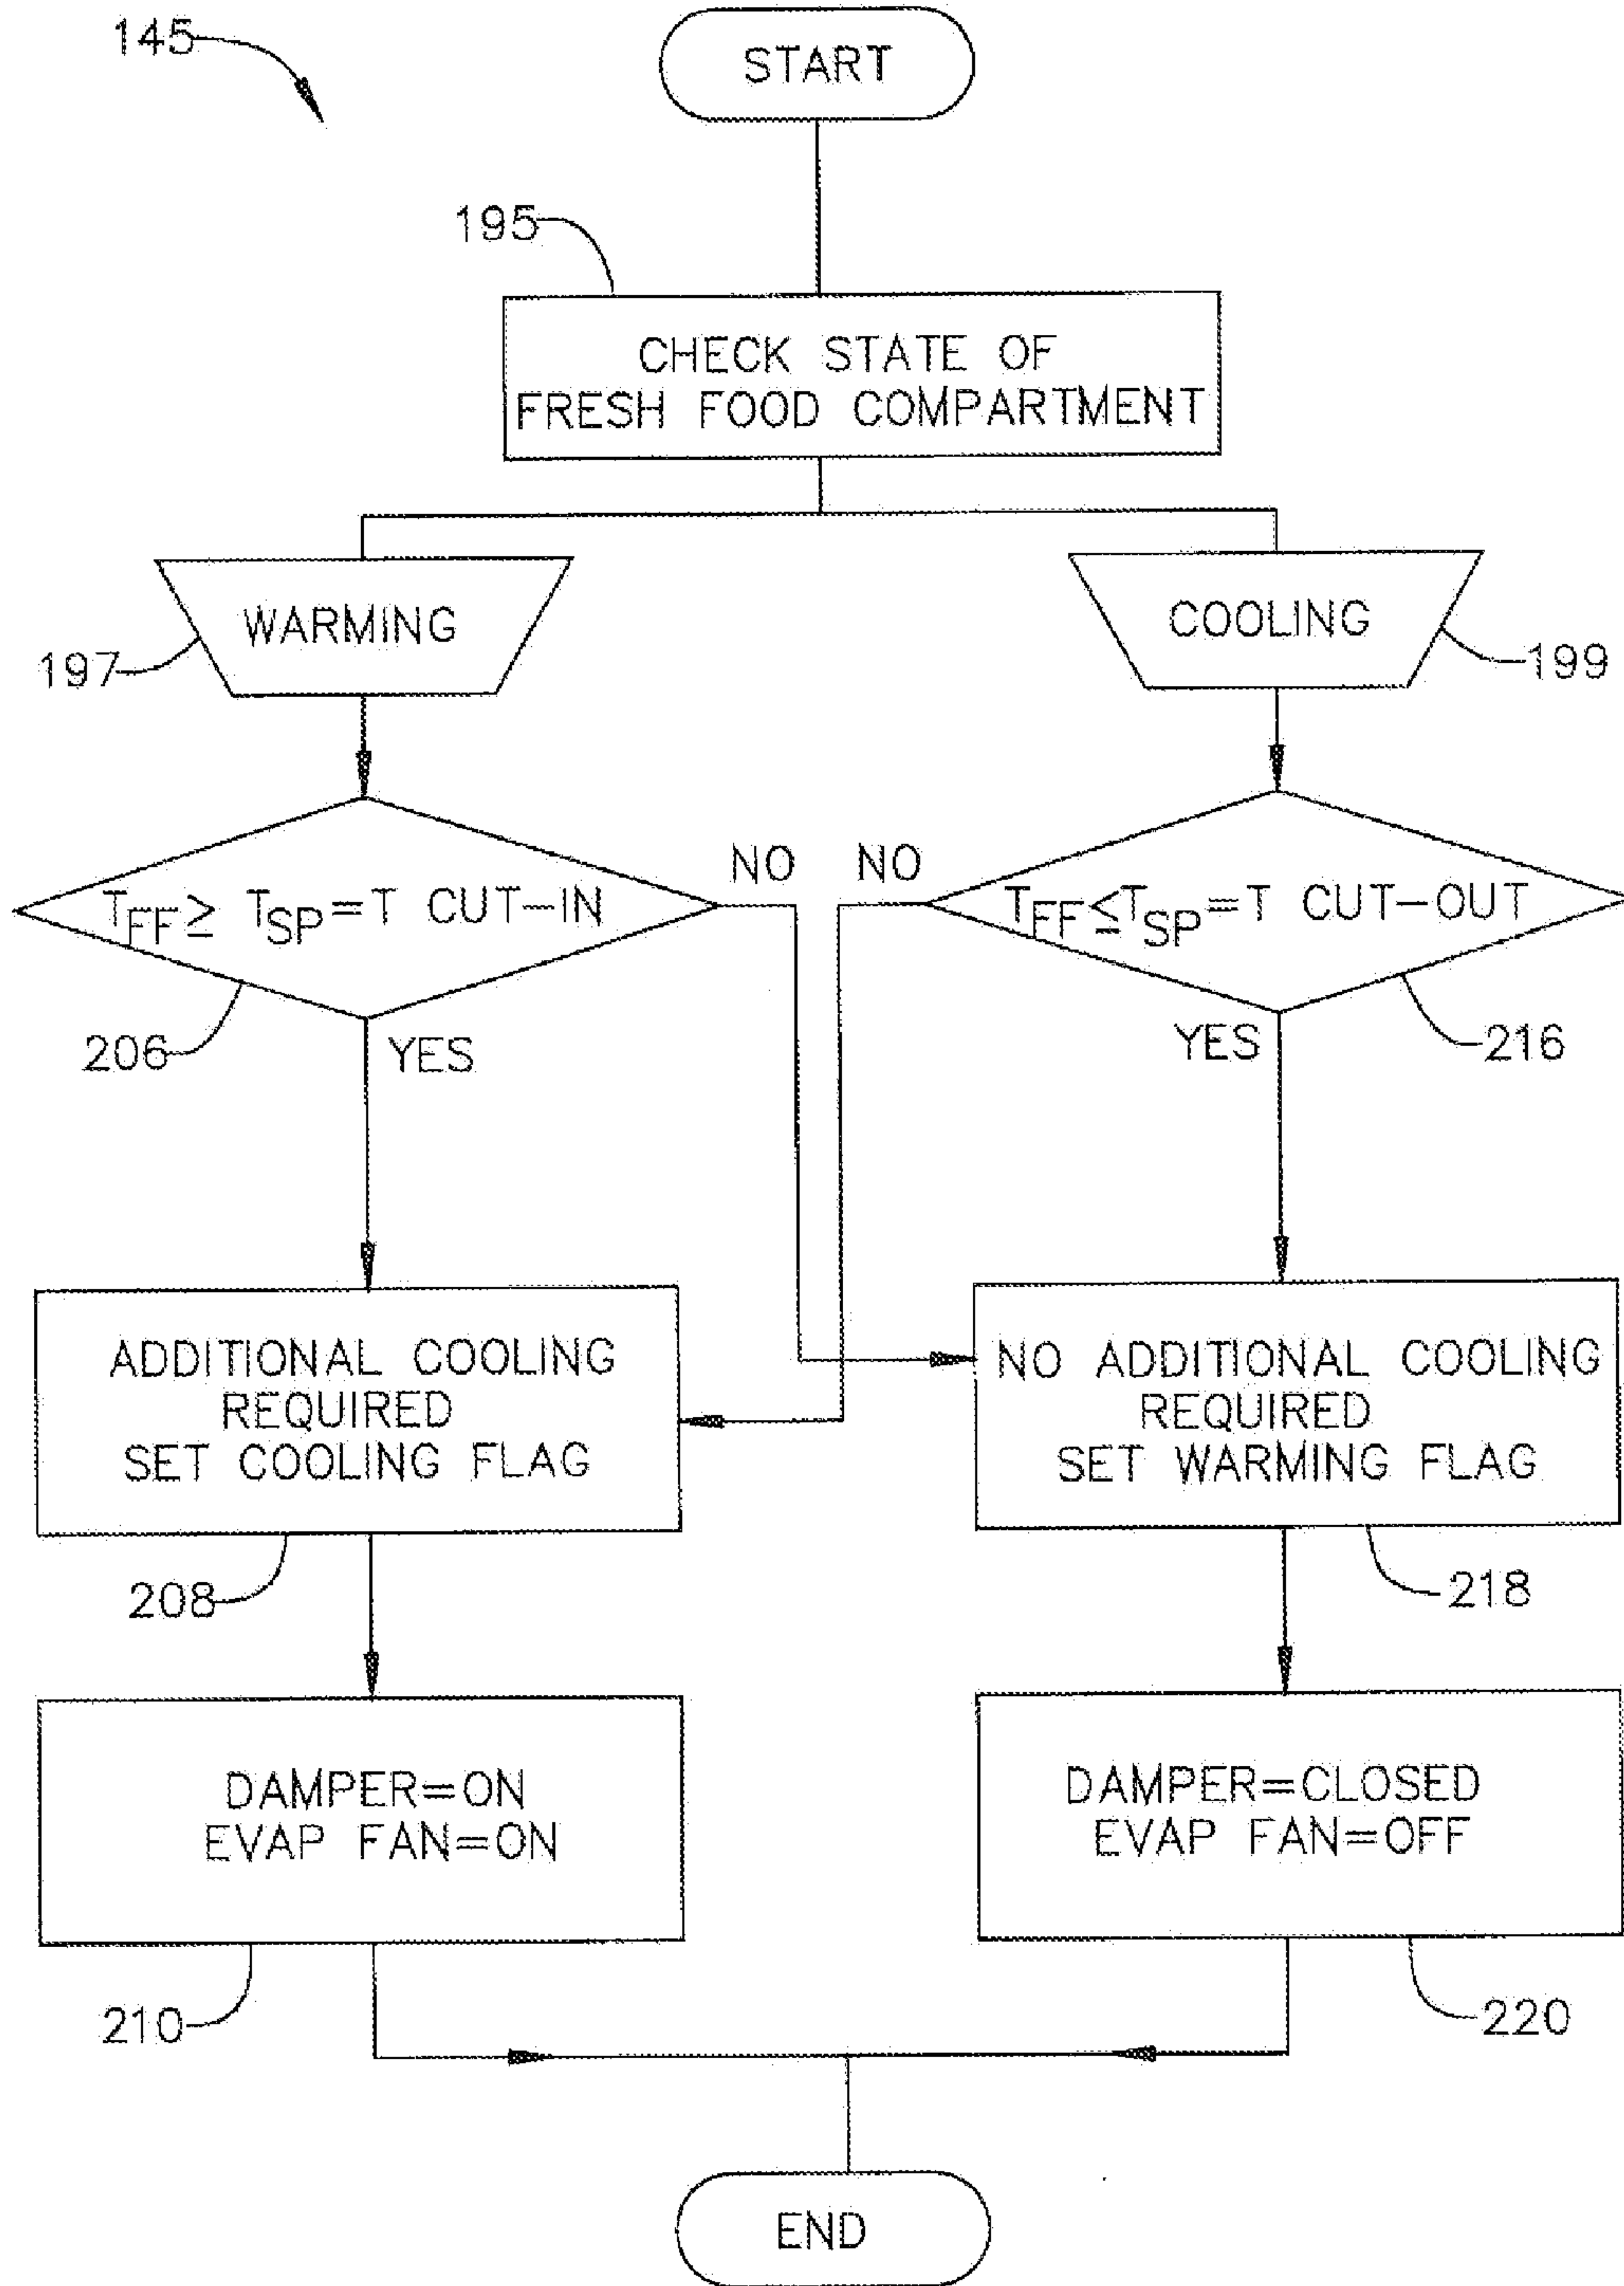 145
START
195
CHECK STATE OF
FRESH FOOD COMPARTMENT
WARMING
COOLING
197
199
NO
NO
TFF≥ TSP=T CUT-IN
TFF≤TSP=T CUT-OUT
206
YES
YES
216
ADDITIONAL COOLING
REQUIRED
SET COOLING FLAG
NO ADDITIONAL COOLING
REQUIRED
SET WARMING FLAG
208
218
DAMPER=ON
EVAP FAN=ON
DAMPER=CLOSED
EVAP FAN=OFF
210
220
END